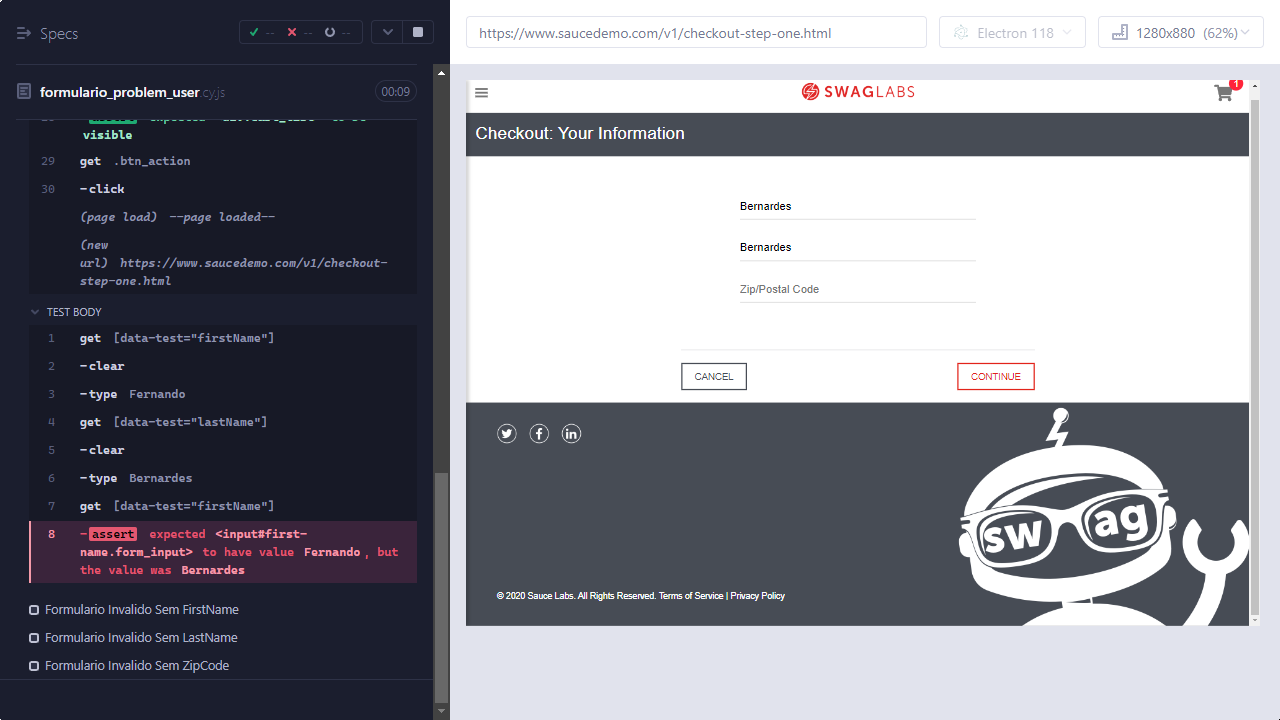 Specs
-- -- --
https://www.saucedemo.com/v1/checkout-step-one.html
Electron 118
1280x880 (62%)
formulario_problem_user.cy.js
00:09
visible
29 get .btn_action
30 -click
(page load) --page loaded--
(new
url) https://www.saucedemo.com/v1/checkout-
step-one.html
TEST BODY
1 get [data-test="firstName"]
2 -clear
3 -type Fernando
4 get [data-test="lastName"]
5 -clear
6 -type Bernardes
7 get [data-test="firstName"]
8 -assert expected <input#first-
name.form_input> to have value Fernando, but
the value was Bernardes
Formulario Invalido Sem FirstName
Formulario Invalido Sem LastName
Formulario Invalido Sem ZipCode
SWAGLABS
1
Checkout: Your Information
Bernardes
Bernardes
Zip/Postal Code
CANCEL
CONTINUE
swag
© 2020 Sauce Labs. All Rights Reserved. Terms of Service | Privacy Policy